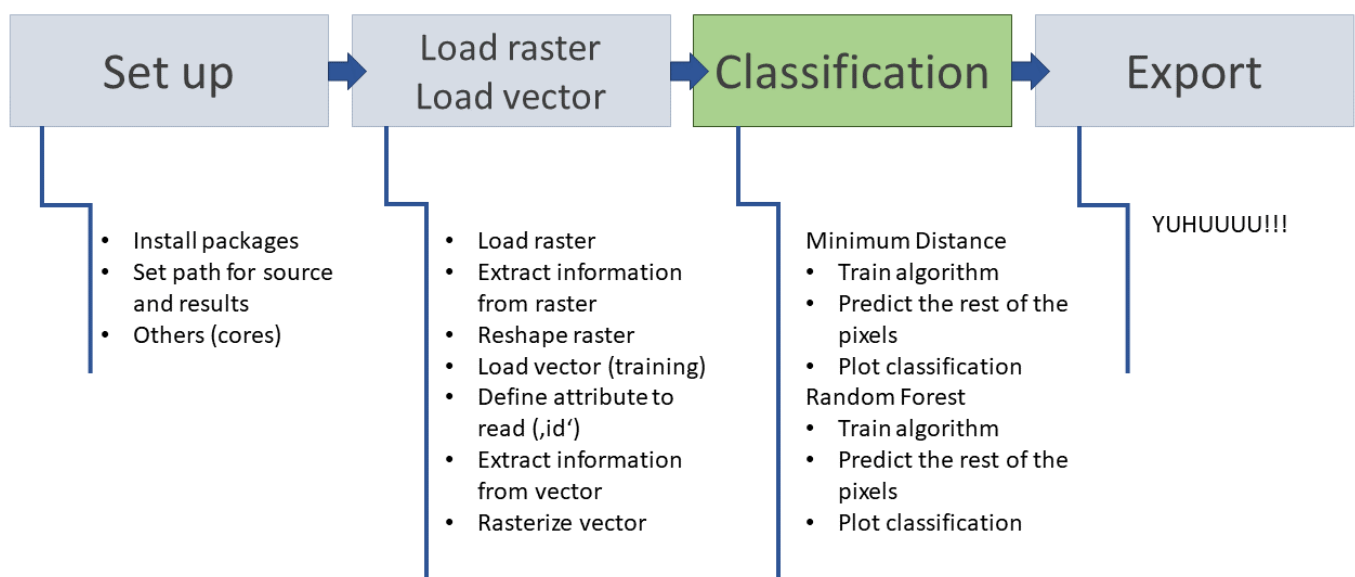 Set up
Load raster
Load vector
Classification
Export
• Install packages
• Set path for source
and results
• Others (cores)
• Load raster
• Extract information
from raster
• Reshape raster
• Load vector (training)
• Define attribute to
read (‚id‘)
• Extract information
from vector
• Rasterize vector
Minimum Distance
• Train algorithm
• Predict the rest of the
pixels
• Plot classification
Random Forest
• Train algorithm
• Predict the rest of the
pixels
• Plot classification
YUHUUUU!!!